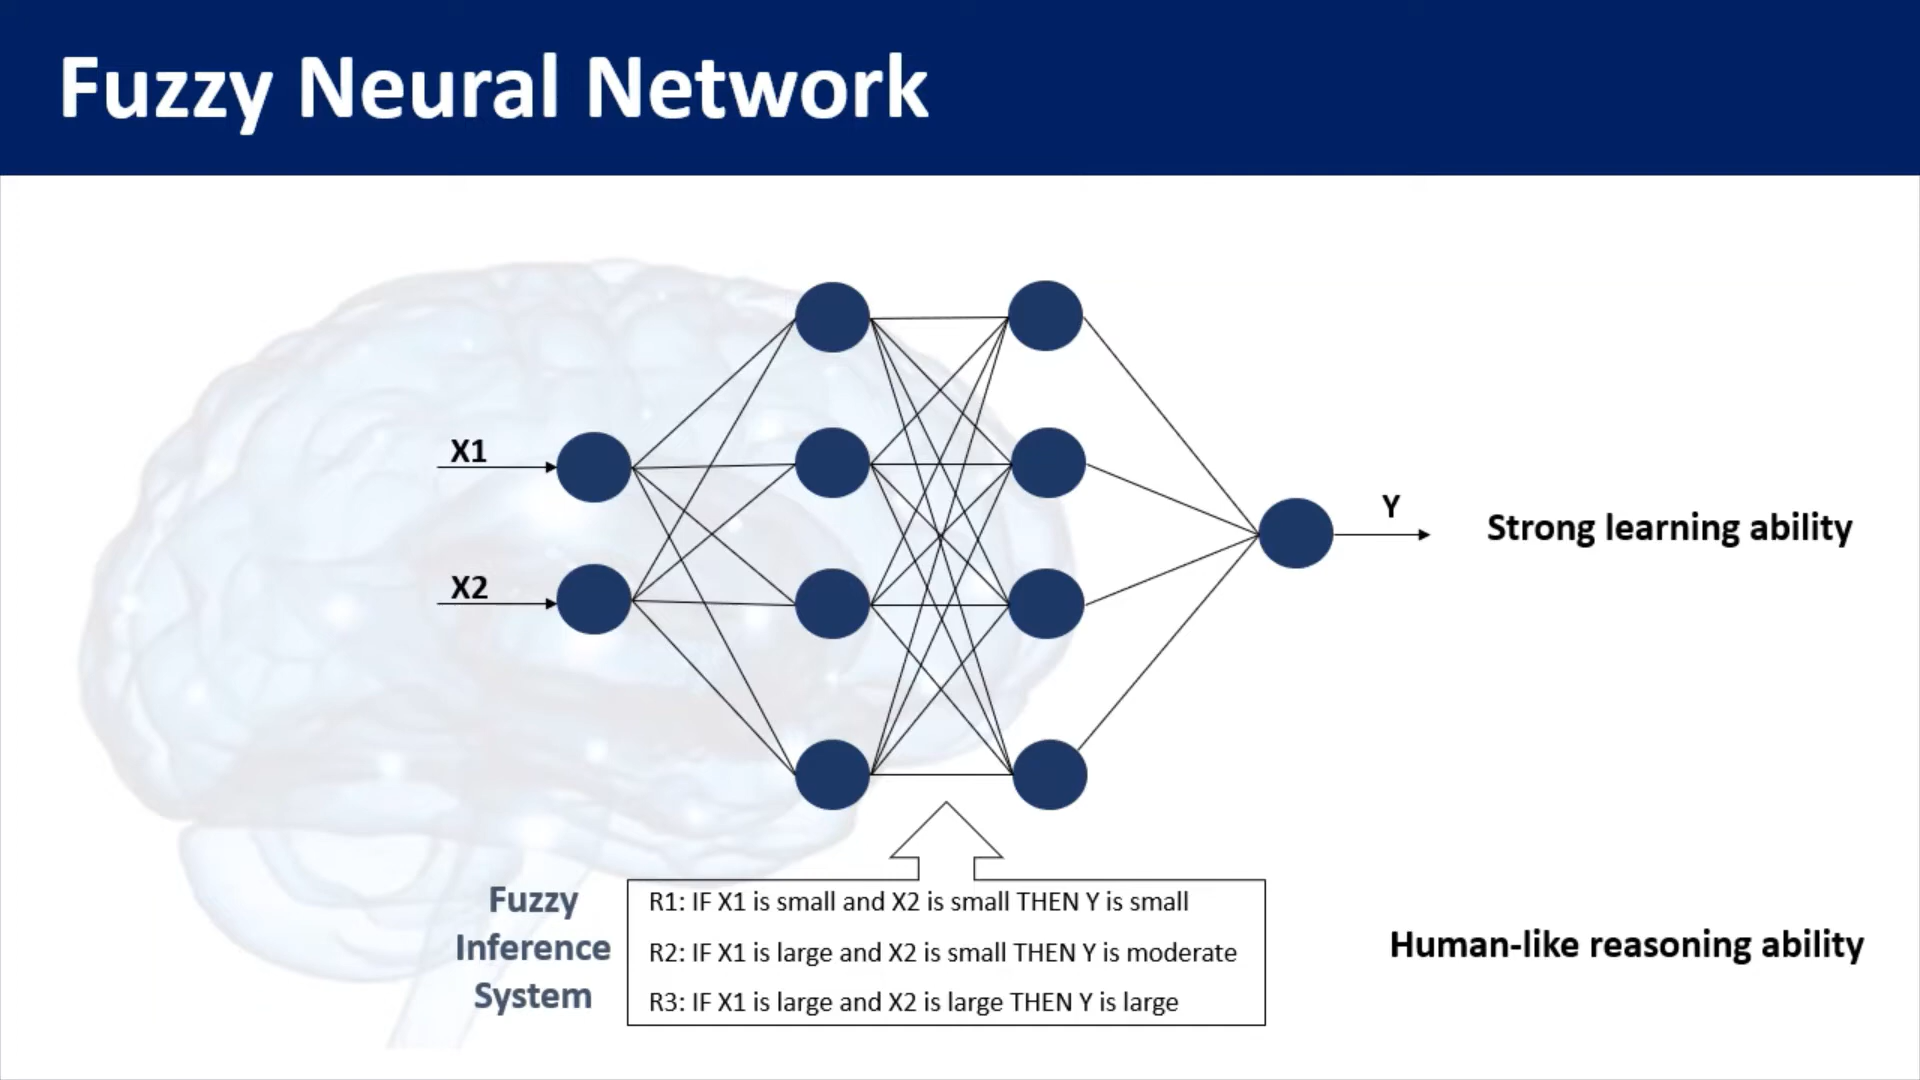 Fuzzy Neural Network
X1
X2
Y
Strong learning ability
Fuzzy
Inference
System
R1: IF X1 is small and X2 is small THEN Y is small
R2: IF X1 is large and X2 is small THEN Y is moderate
R3: IF X1 is large and X2 is large THEN Y is large
Human-like reasoning ability